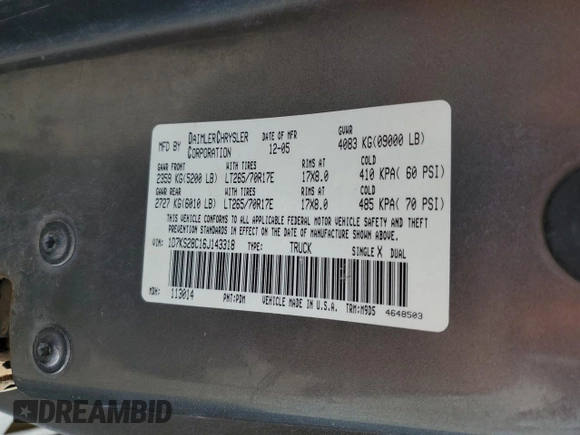 MFD BY DAIMLERCHRYSLER CORPORATION DATE OF MFR 12-05 GVWR 4083 KG(09000 LB)
GAWR FRONT WITH TIRES RIMS AT COLD
2359 KG(5200 LB) LT265/70R17E 17X8.0 410 KPA( 60 PSI)
GAWR REAR WITH TIRES RIMS AT COLD
2727 KG(6010 LB) LT265/70R17E 17X8.0 485 KPA( 70 PSI)
THIS VEHICLE CONFORMS TO ALL APPLICABLE FEDERAL MOTOR VEHICLE SAFETY AND THEFT
PREVENTION STANDARDS IN EFFECT ON THE DATE OF MANUFACTURE SHOWN ABOVE.
VIN: 1D7KS28C16J143318 TYPE: TRUCK SINGLE X DUAL
MDH: 113014 PNT:PDM VEHICLE MADE IN U.S.A. TRM:M9D5
4648503
DREAMBID